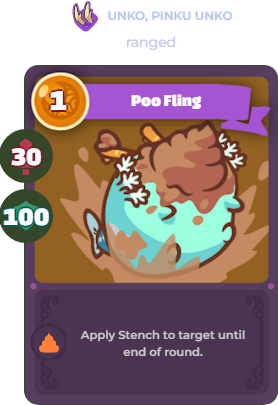 UNKO, PINKU UNKO
ranged
1
Poo Fling
30
100
Apply Stench to target until
end of round.